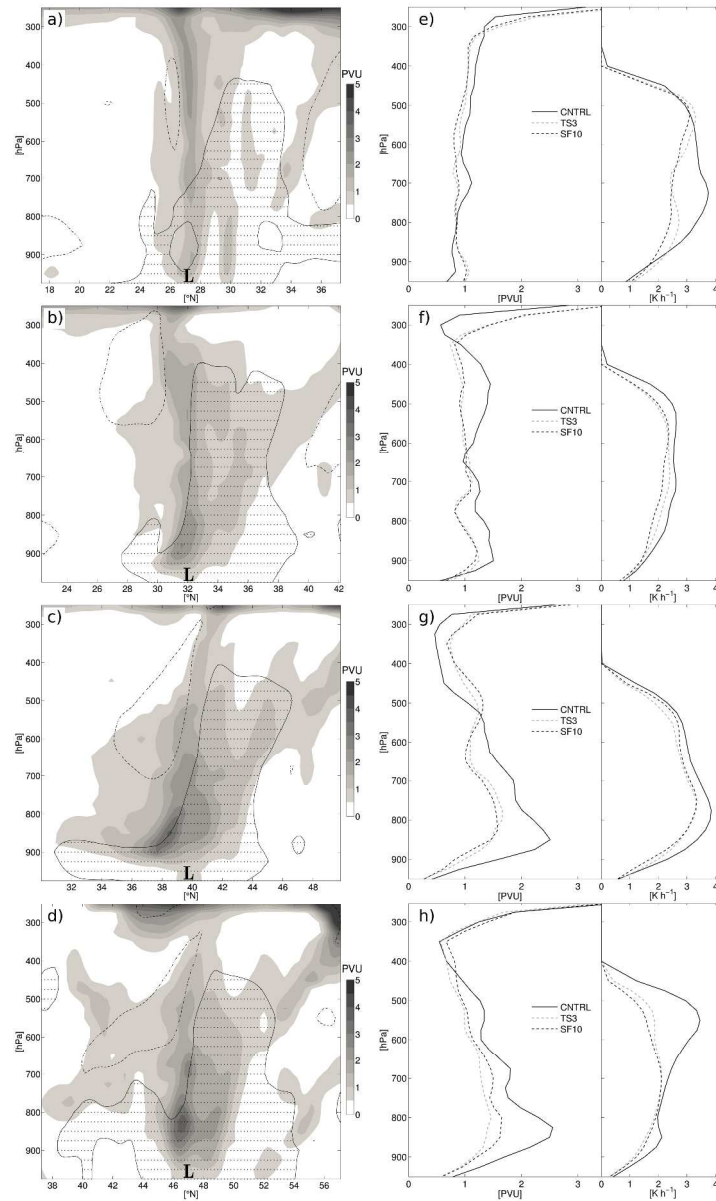 a)
PVU
5
4
3
2
1
0
[hPa]
300
400
500
600
700
800
900
L
18 21 24 27 30 33 36
[°N]
e)
[hPa]
300
400
500
600
700
800
900
CNTRL
TS3
SF10
0 1 2 3
[PVU]
0 1 2 3 4
[K h⁻¹]
b)
PVU
5
4
3
2
1
0
[hPa]
300
400
500
600
700
800
900
L
24 26 28 30 32 34 36 38 40 42
[°N]
f)
[hPa]
300
400
500
600
700
800
900
CNTRL
TS3
SF10
0 1 2 3
[PVU]
0 1 2 3 4
[K h⁻¹]
c)
PVU
5
4
3
2
1
0
[hPa]
300
400
500
600
700
800
900
L
32 34 36 38 40 42 44 46 48
[°N]
g)
[hPa]
300
400
500
600
700
800
900
CNTRL
TS3
SF10
0 1 2 3
[PVU]
0 1 2 3 4
[K h⁻¹]
d)
PVU
5
4
3
2
1
0
[hPa]
300
400
500
600
700
800
900
L
38 40 42 44 46 48 50 52 54 56
[°N]
h)
[hPa]
300
400
500
600
700
800
900
CNTRL
TS3
SF10
0 1 2 3
[PVU]
0 1 2 3 4
[K h⁻¹]